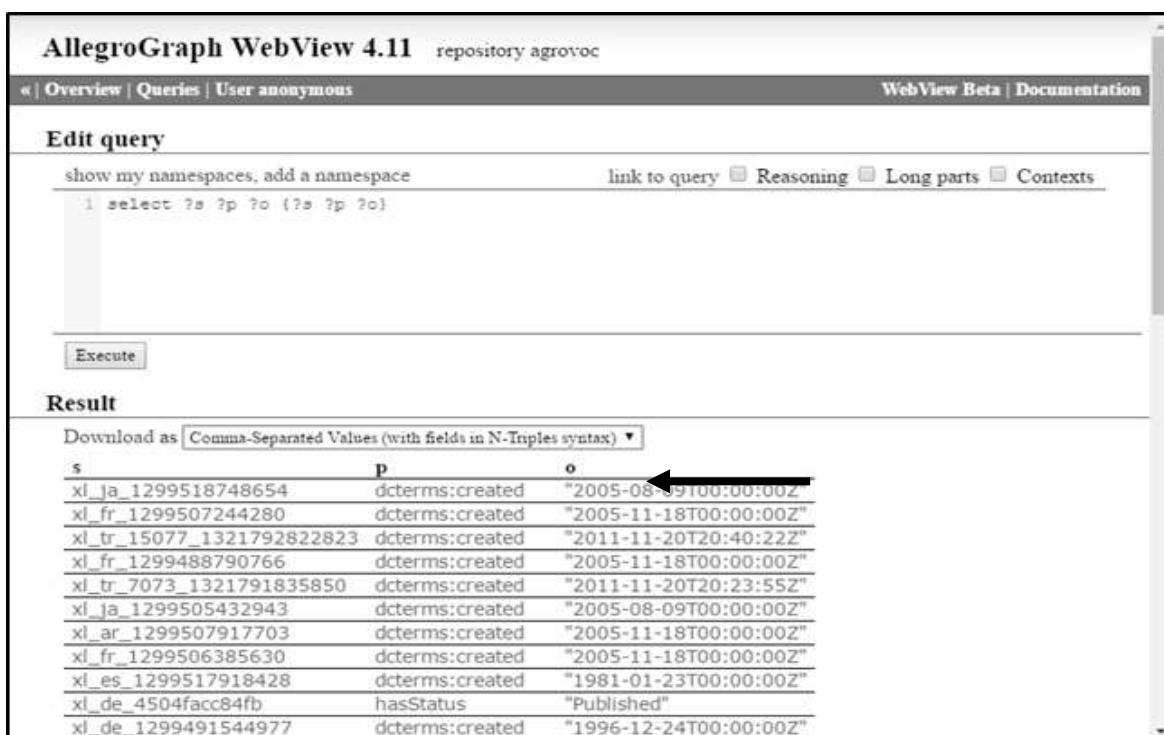 AllegroGraph WebView 4.11 repository agrovoc
« | Overview | Queries | User anonymous WebView Beta | Documentation
Edit query
show my namespaces, add a namespace link to query Reasoning Long parts Contexts
1 select ?s ?p ?o {?s ?p ?o}
Execute
Result
Download as Comma-Separated Values (with fields in N-Triples syntax)
s p o
xl_ja_1299518748654 dcterms:created "2005-08-09T00:00:00Z"
xl_fr_1299507244280 dcterms:created "2005-11-18T00:00:00Z"
xl_tr_15077_1321792822823 dcterms:created "2011-11-20T20:40:22Z"
xl_fr_1299488790766 dcterms:created "2005-11-18T00:00:00Z"
xl_tr_7073_1321791835850 dcterms:created "2011-11-20T20:23:55Z"
xl_ja_1299505432943 dcterms:created "2005-08-09T00:00:00Z"
xl_ar_1299507917703 dcterms:created "2005-11-18T00:00:00Z"
xl_fr_1299506385630 dcterms:created "2005-11-18T00:00:00Z"
xl_es_1299517918428 dcterms:created "1981-01-23T00:00:00Z"
xl_de_4504facc84fb hasStatus "Published"
xl_de_1299491544977 dcterms:created "1996-12-24T00:00:00Z"